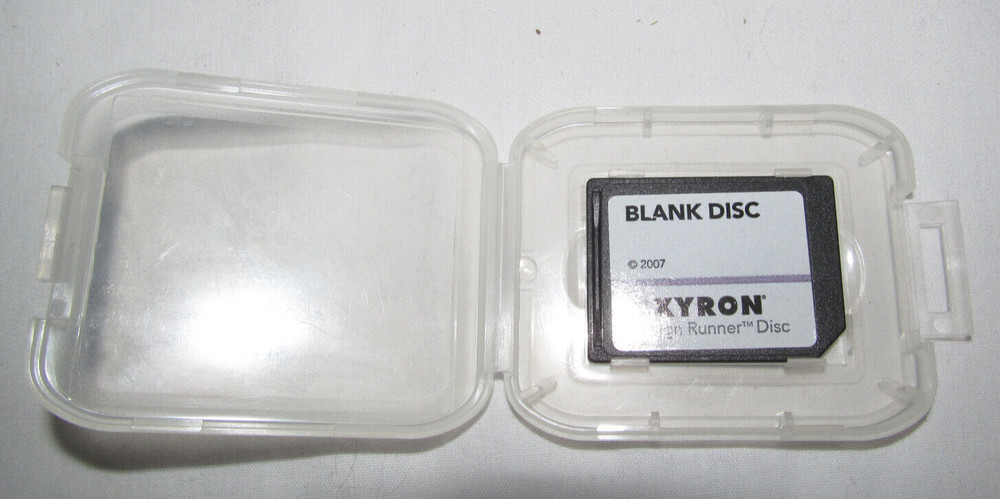 BLANK DISC
© 2007
XYRON®
Runner™ Disc